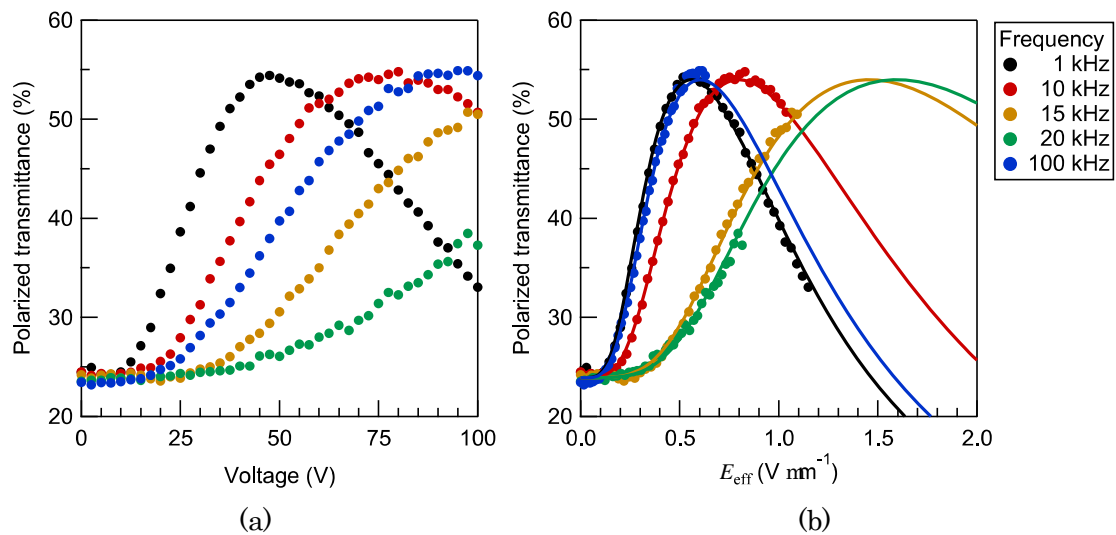 60
50
40
30
20
Polarized transmittance (%)
0
25
50
75
100
Voltage (V)
(a)
60
50
40
30
20
Polarized transmittance (%)
0.0
0.5
1.0
1.5
2.0
E_eff (V mm⁻¹)
(b)
Frequency
1 kHz
10 kHz
15 kHz
20 kHz
100 kHz